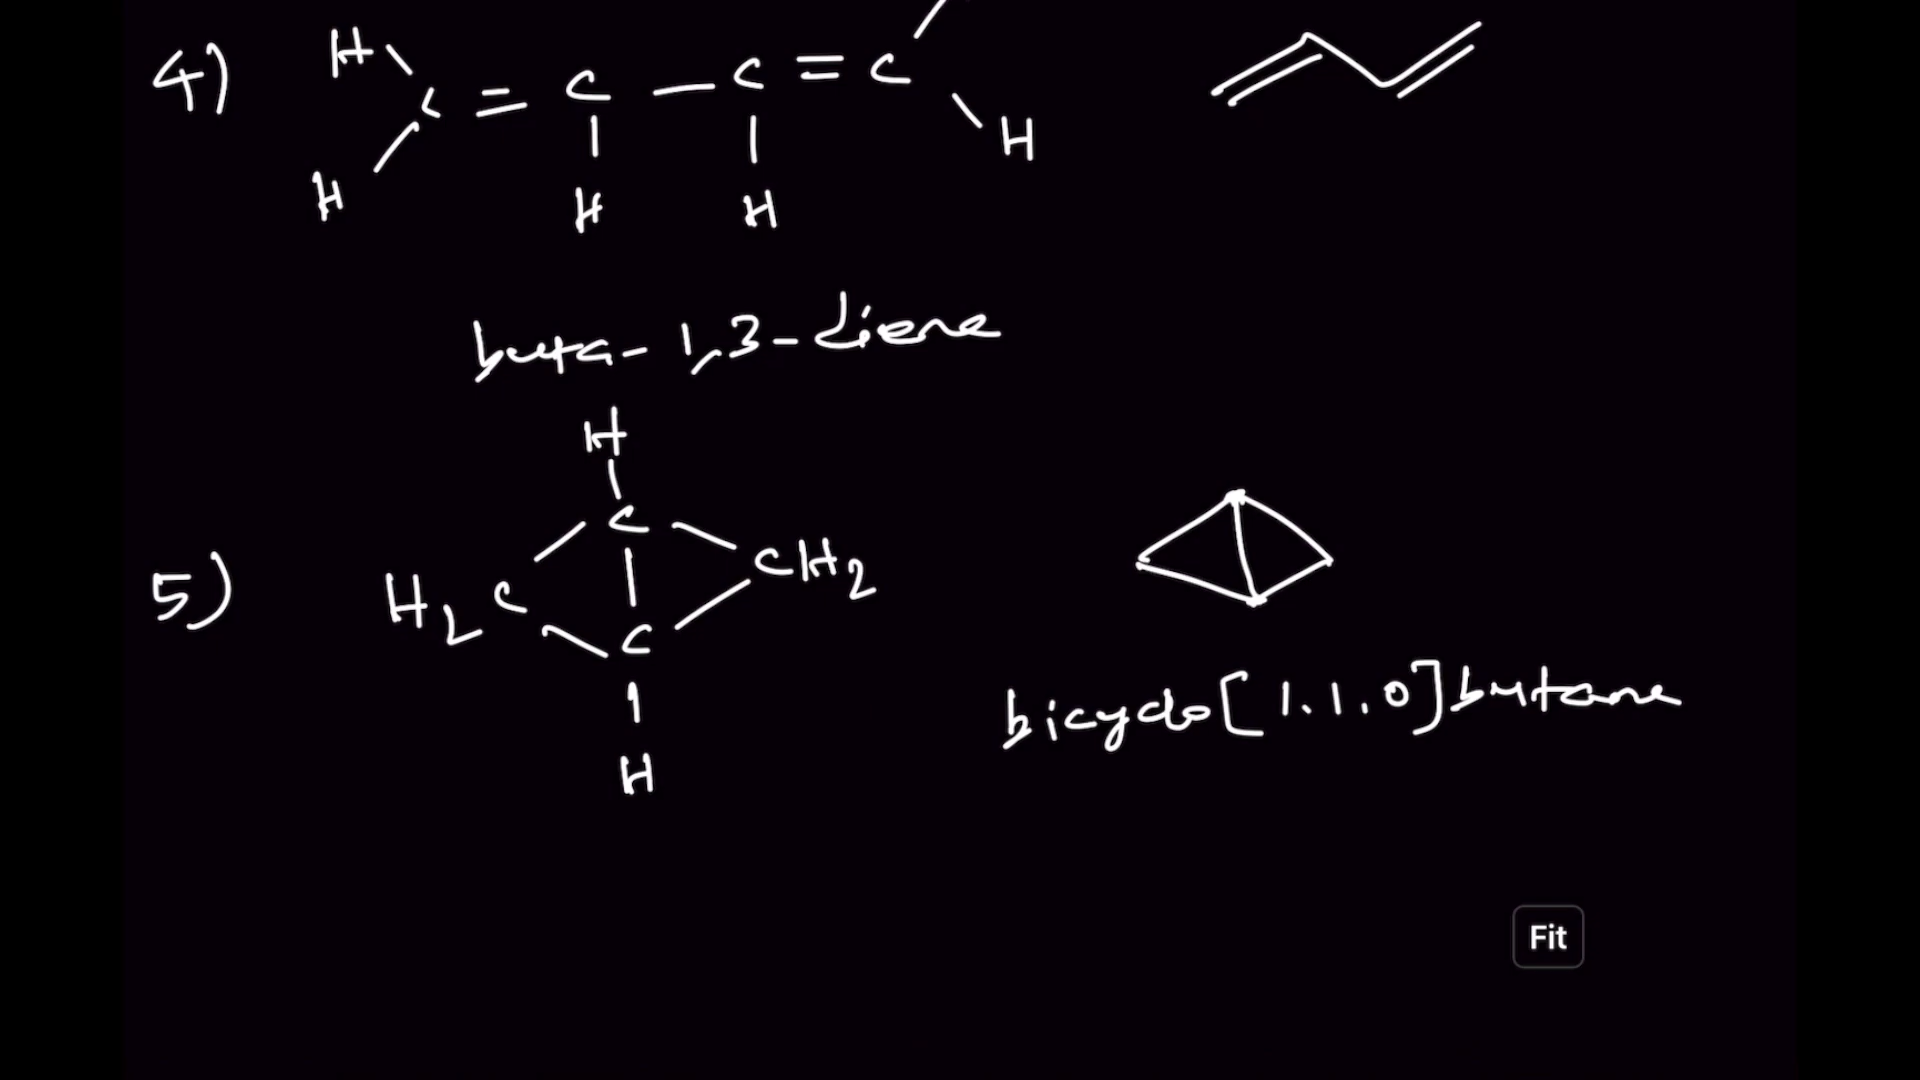 4) H
C = C — C = C
H H H H
buta-1,3-diene
H
C
5) H2C CH2
C
bicyclo[1.1.0]butane
H
Fit